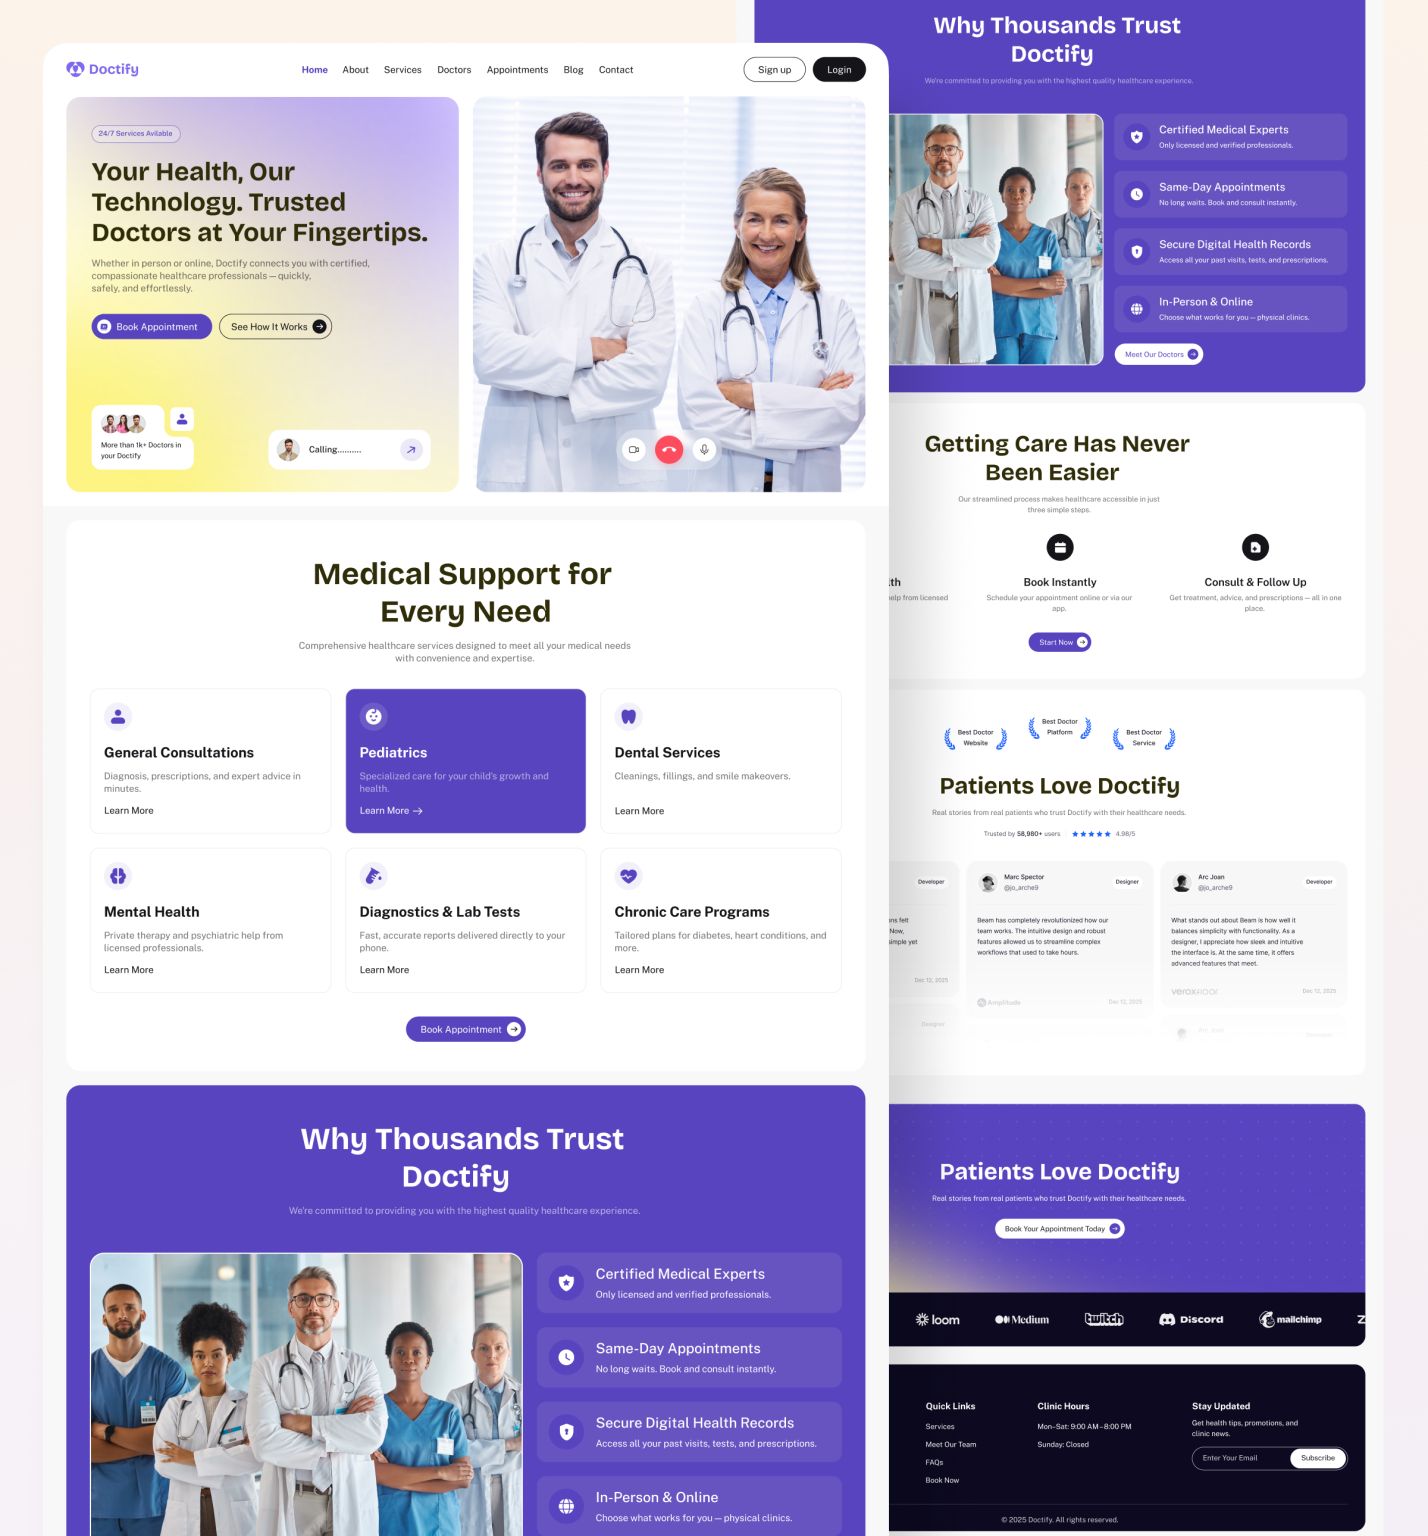 Doctify
Home About Services Doctors Appointments Blog Contact
Sign up Login
24/7 Services Avilable
Your Health, Our
Technology. Trusted
Doctors at Your Fingertips.
Whether in person or online, Doctify connects you with certified,
compassionate healthcare professionals — quickly,
safely, and effortlessly.
Book Appointment See How It Works
More than 1k+ Doctors in
your Doctify
Calling..........
Medical Support for
Every Need
Comprehensive healthcare services designed to meet all your medical needs
with convenience and expertise.
General Consultations
Diagnosis, prescriptions, and expert advice in
minutes.
Learn More
Pediatrics
Specialized care for your child's growth and
health.
Learn More
Dental Services
Cleanings, fillings, and smile makeovers.
Learn More
Mental Health
Private therapy and psychiatric help from
licensed professionals.
Learn More
Diagnostics & Lab Tests
Fast, accurate reports delivered directly to your
phone.
Learn More
Chronic Care Programs
Tailored plans for diabetes, heart conditions, and
more.
Learn More
Book Appointment
Why Thousands Trust
Doctify
We're committed to providing you with the highest quality healthcare experience.
Certified Medical Experts
Only licensed and verified professionals.
Same-Day Appointments
No long waits. Book and consult instantly.
Secure Digital Health Records
Access all your past visits, tests, and prescriptions.
In-Person & Online
Choose what works for you — physical clinics.
Why Thousands Trust
Doctify
We're committed to providing you with the highest quality healthcare experience.
Certified Medical Experts
Only licensed and verified professionals.
Same-Day Appointments
No long waits. Book and consult instantly.
Secure Digital Health Records
Access all your past visits, tests, and prescriptions.
In-Person & Online
Choose what works for you — physical clinics.
Meet Our Doctors
Getting Care Has Never
Been Easier
Our streamlined process makes healthcare accessible in just
three simple steps.
lth
elp from licensed
Book Instantly
Schedule your appointment online or via our
app.
Consult & Follow Up
Get treatment, advice, and prescriptions — all in one
place.
Start Now
Best Doctor
Website
Best Doctor
Platform
Best Doctor
Service
Patients Love Doctify
Real stories from real patients who trust Doctify with their healthcare needs.
Trusted by 58,980+ users 4.98/5
Developer
ns felt
Now,
imple yet
Dec 12, 2025
Designer
Marc Spector
@jo_arche9
Designer
Beam has completely revolutionized how our
team works. The intuitive design and robust
features allowed us to streamline complex
workflows that used to take hours.
Amplitude Dec 12, 2025
Arc Joan
@jo_arche9
Developer
What stands out about Beam is how well it
balances simplicity with functionality. As a
designer, I appreciate how sleek and intuitive
the interface is. At the same time, it offers
advanced features that meet.
Dec 12, 2025
Arc Joan
Patients Love Doctify
Real stories from real patients who trust Doctify with their healthcare needs.
Book Your Appointment Today
loom Medium twitch Discord mailchimp Z
Quick Links
Services
Meet Our Team
FAQs
Book Now
Clinic Hours
Mon–Sat: 9:00 AM – 8:00 PM
Sunday: Closed
Stay Updated
Get health tips, promotions, and
clinic news.
Enter Your Email Subscribe
© 2025 Doctify. All rights reserved.